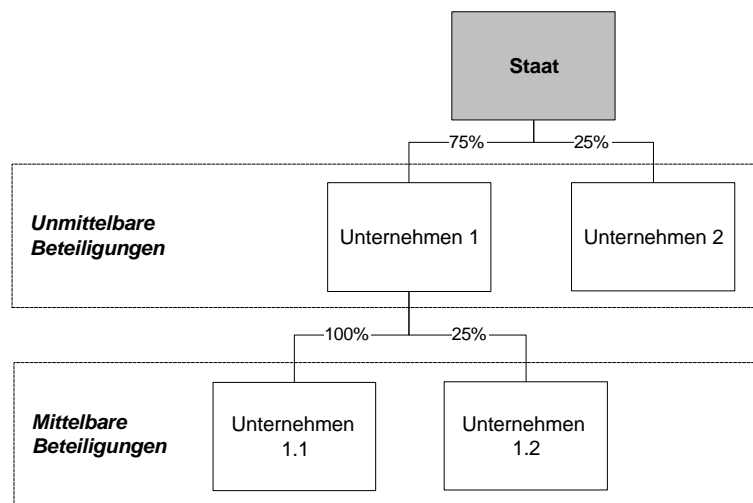 Staat
75%
25%
Unmittelbare
Beteiligungen
Unternehmen 1
Unternehmen 2
100%
25%
Mittelbare
Beteiligungen
Unternehmen
1.1
Unternehmen
1.2